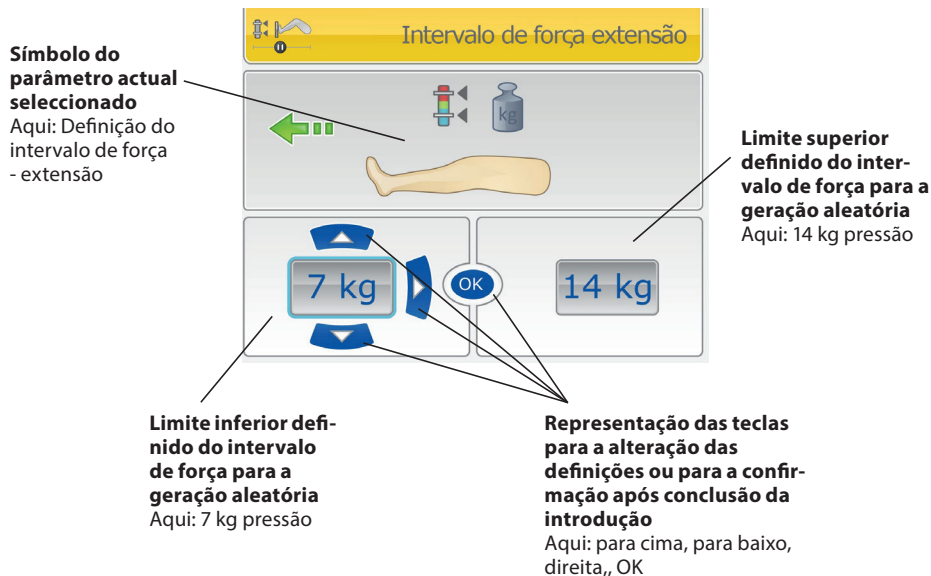 Intervalo de força extensão
Símbolo do
parâmetro actual
seleccionado
Aqui: Definição do
intervalo de força
- extensão
kg
Limite superior
definido do inter-
valo de força para a
geração aleatória
Aqui: 14 kg pressão
7 kg
OK
14 kg
Limite inferior defi-
nido do intervalo
de força para a
geração aleatória
Aqui: 7 kg pressão
Representação das teclas
para a alteração das
definições ou para a confir-
mação após conclusão da
introdução
Aqui: para cima, para baixo,
direita,, OK